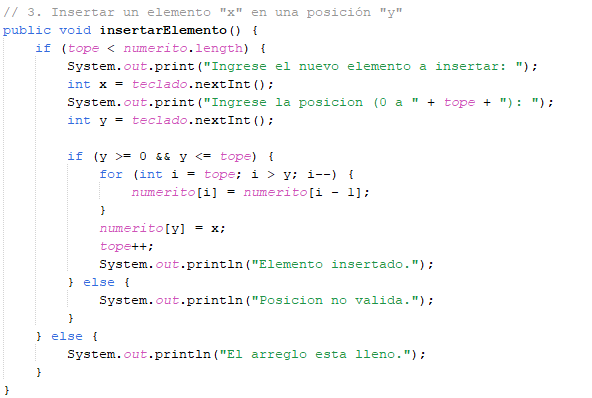 // 3. Insertar un elemento "x" en una posición "y"
public void insertarElemento() {
    if (tope < numerito.length) {
        System.out.print("Ingrese el nuevo elemento a insertar: ");
        int x = teclado.nextInt();
        System.out.print("Ingrese la posicion (0 a " + tope + "): ");
        int y = teclado.nextInt();

        if (y >= 0 && y <= tope) {
            for (int i = tope; i > y; i--) {
                numerito[i] = numerito[i - 1];
            }
            numerito[y] = x;
            tope++;
            System.out.println("Elemento insertado.");
        } else {
            System.out.println("Posicion no valida.");
        }
    } else {
        System.out.println("El arreglo esta lleno.");
    }
}